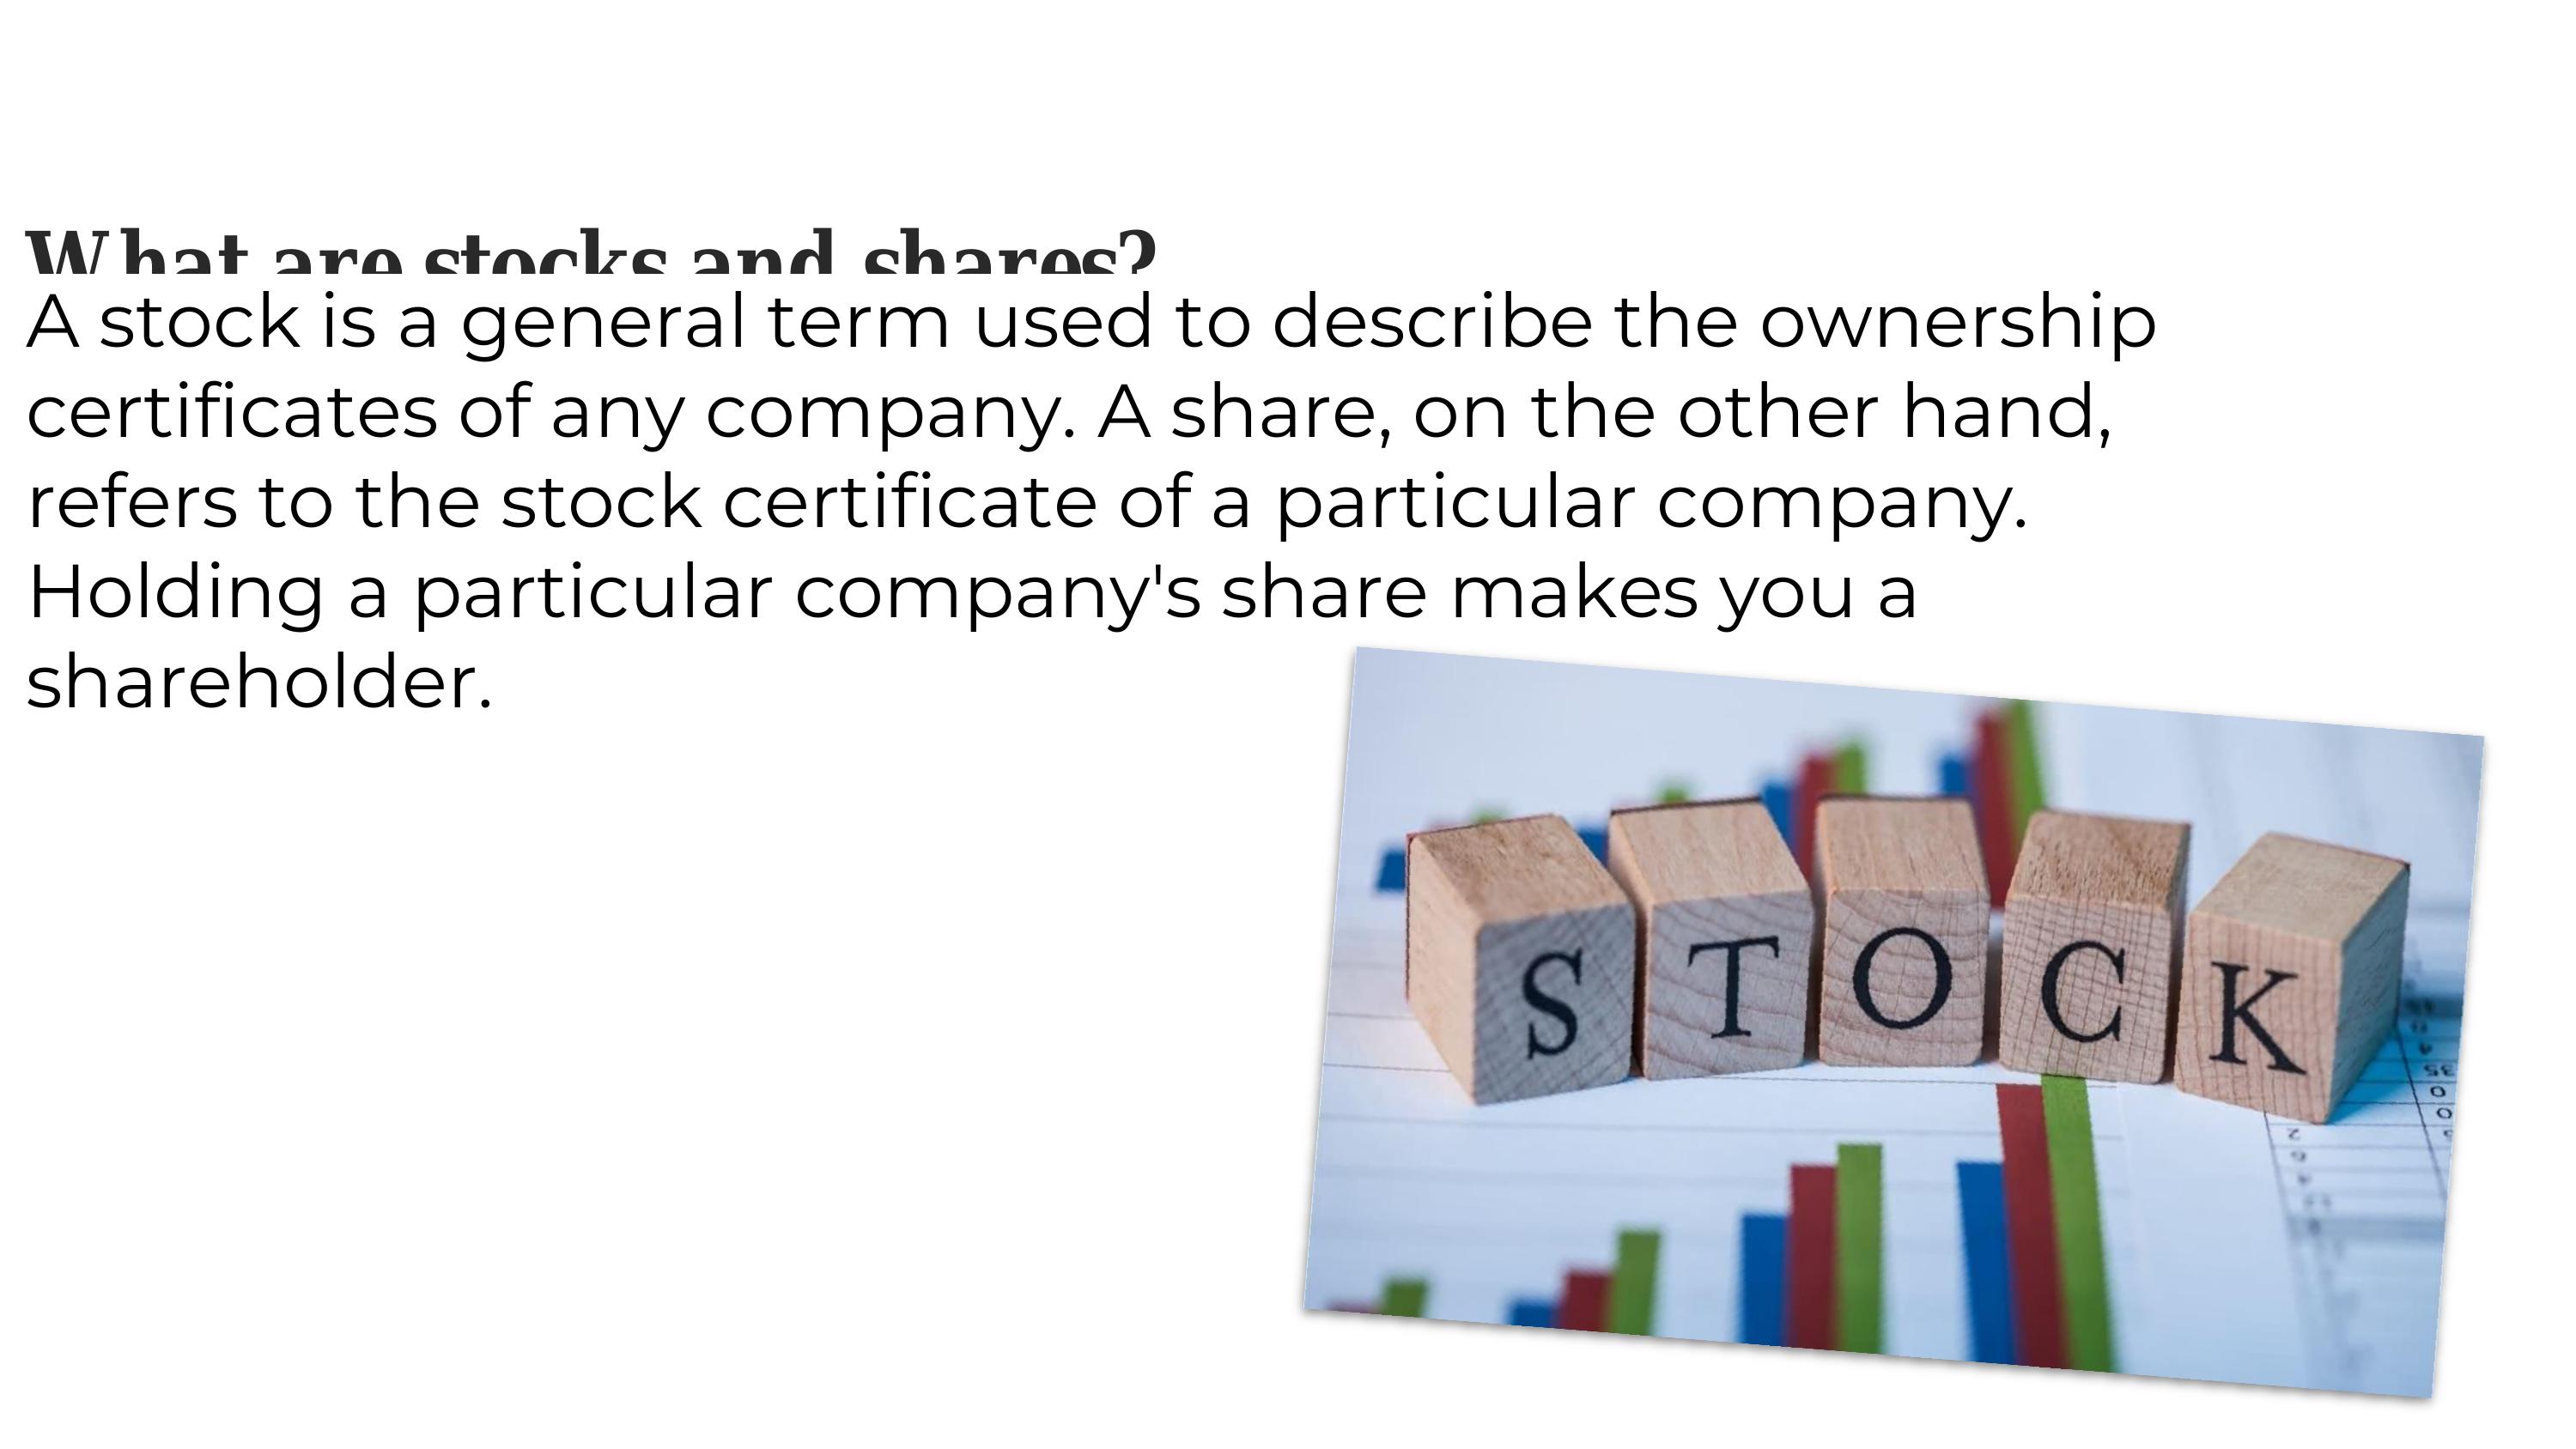 What are stocks and shares?
A stock is a general term used to describe the ownership
certificates of any company. A share, on the other hand,
refers to the stock certificate of a particular company.
Holding a particular company's share makes you a
shareholder.
STOCK